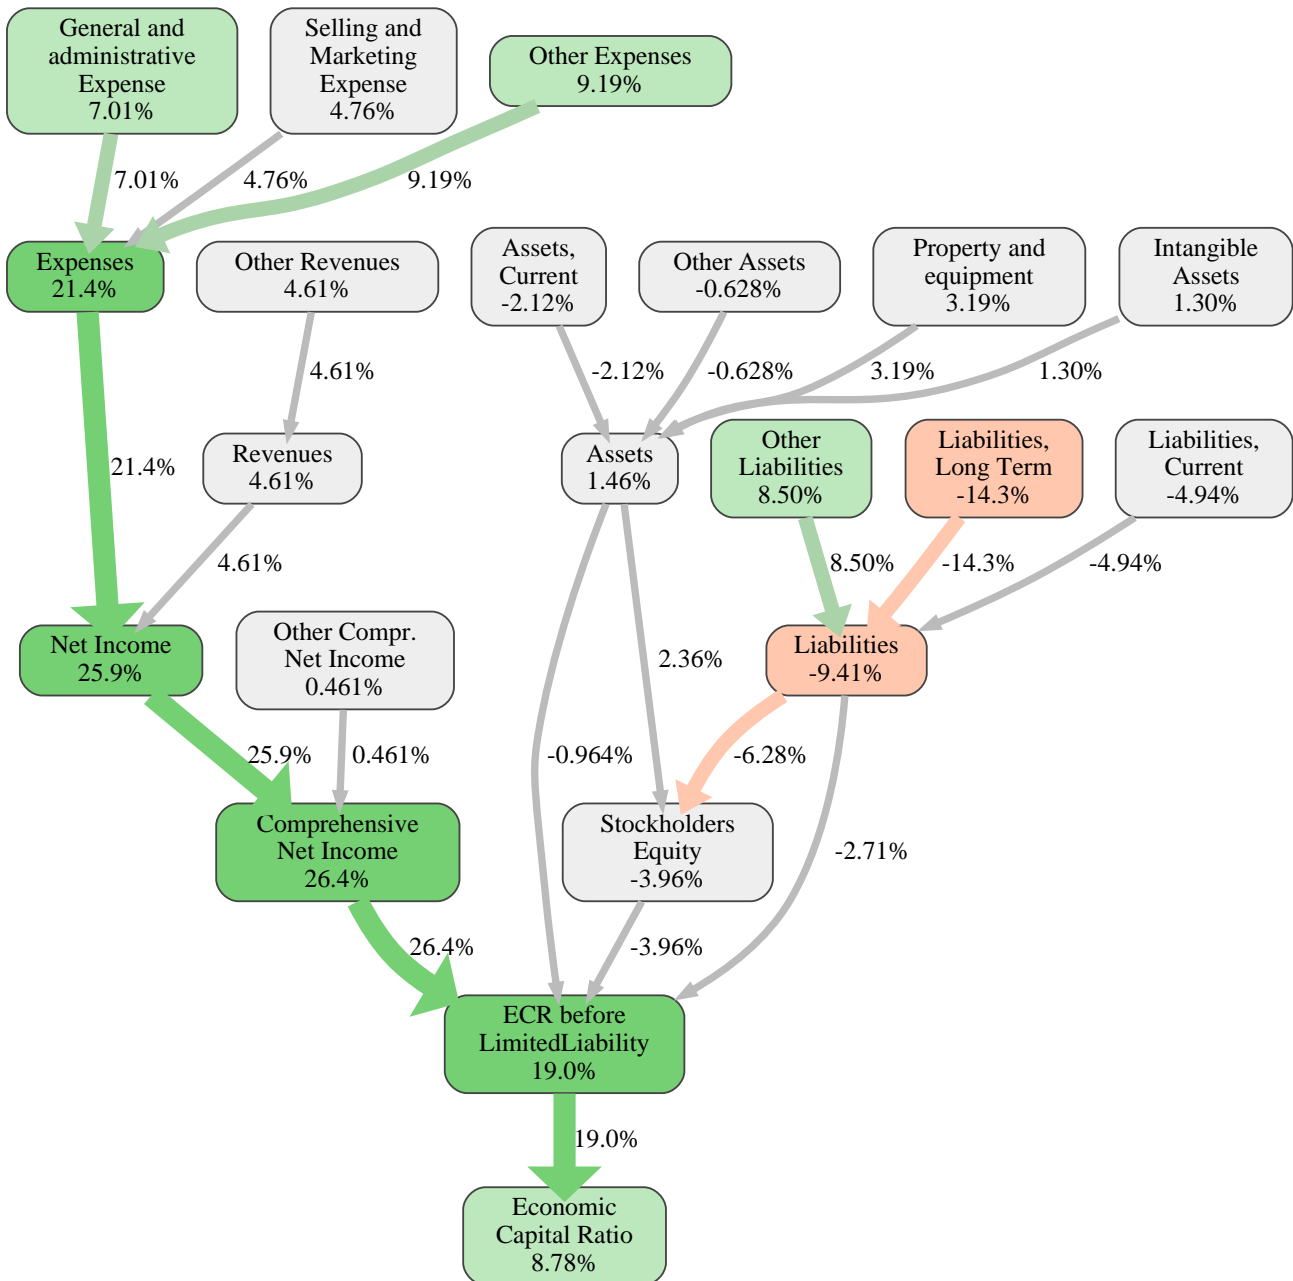 General and
administrative
Expense
7.01%
Selling and
Marketing
Expense
4.76%
Other Expenses
9.19%
7.01%
4.76%
9.19%
Expenses
21.4%
Other Revenues
4.61%
Assets,
Current
-2.12%
Other Assets
-0.628%
Property and
equipment
3.19%
Intangible
Assets
1.30%
4.61%
-2.12%
-0.628%
3.19%
1.30%
21.4%
Revenues
4.61%
Assets
1.46%
Other
Liabilities
8.50%
Liabilities,
Long Term
-14.3%
Liabilities,
Current
-4.94%
4.61%
8.50%
-14.3%
-4.94%
Net Income
25.9%
Other Compr.
Net Income
0.461%
2.36%
Liabilities
-9.41%
25.9%
0.461%
-0.964%
-6.28%
Comprehensive
Net Income
26.4%
Stockholders
Equity
-3.96%
-2.71%
26.4%
-3.96%
ECR before
LimitedLiability
19.0%
19.0%
Economic
Capital Ratio
8.78%